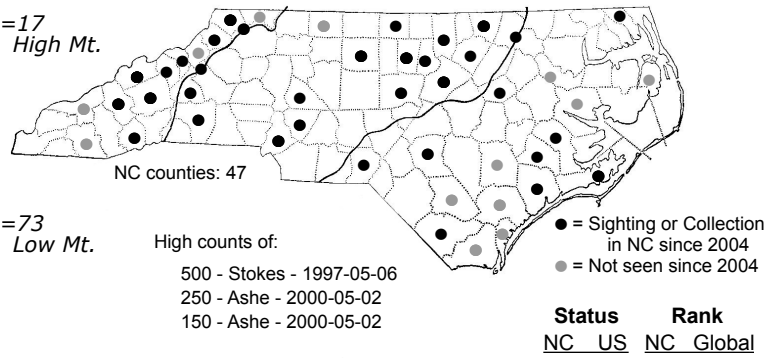 =17
High Mt.
NC counties: 47
=73
Low Mt.
High counts of:
500 - Stokes - 1997-05-06
250 - Ashe - 2000-05-02
150 - Ashe - 2000-05-02
= Sighting or Collection
in NC since 2004
= Not seen since 2004
Status Rank
NC US NC Global